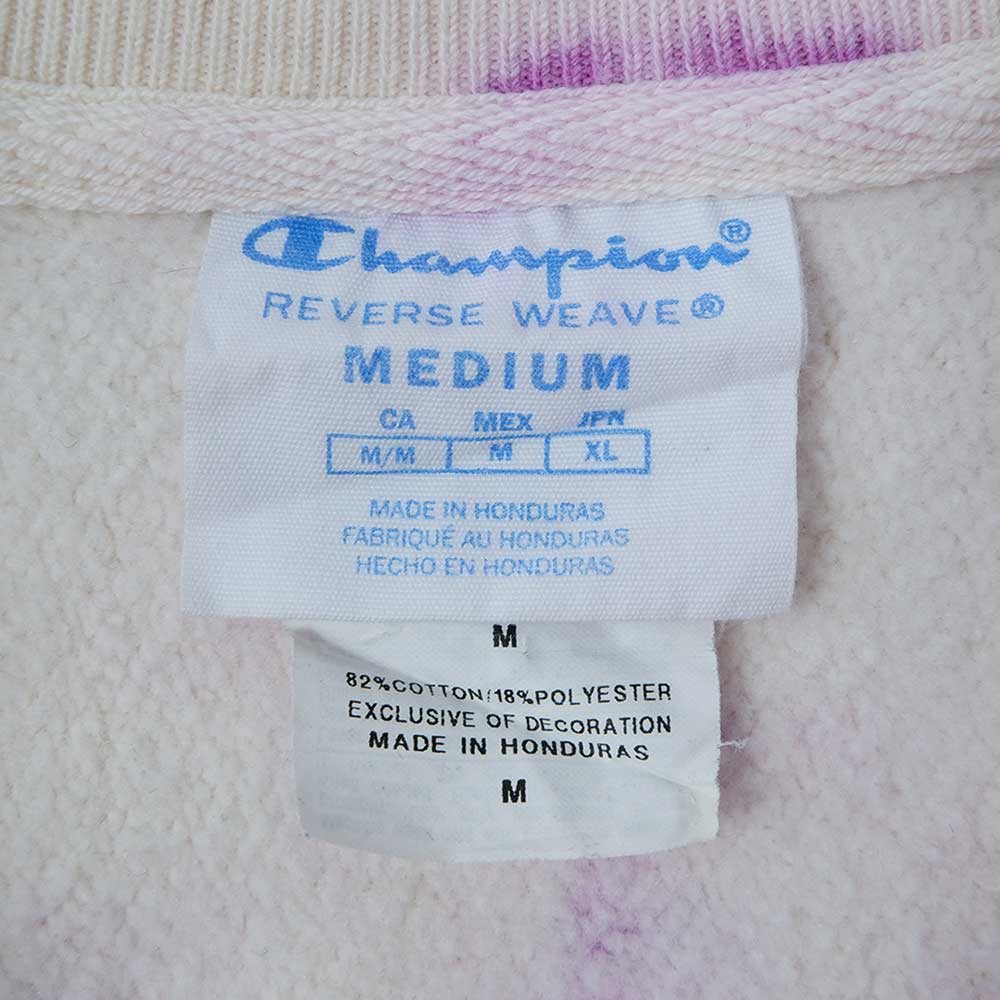 Champion®
REVERSE WEAVE®
MEDIUM
CA MEX JPN
M/M M XL
MADE IN HONDURAS
FABRIQUÉ AU HONDURAS
HECHO EN HONDURAS
M
82%COTTON/18%POLYESTER
EXCLUSIVE OF DECORATION
MADE IN HONDURAS
M